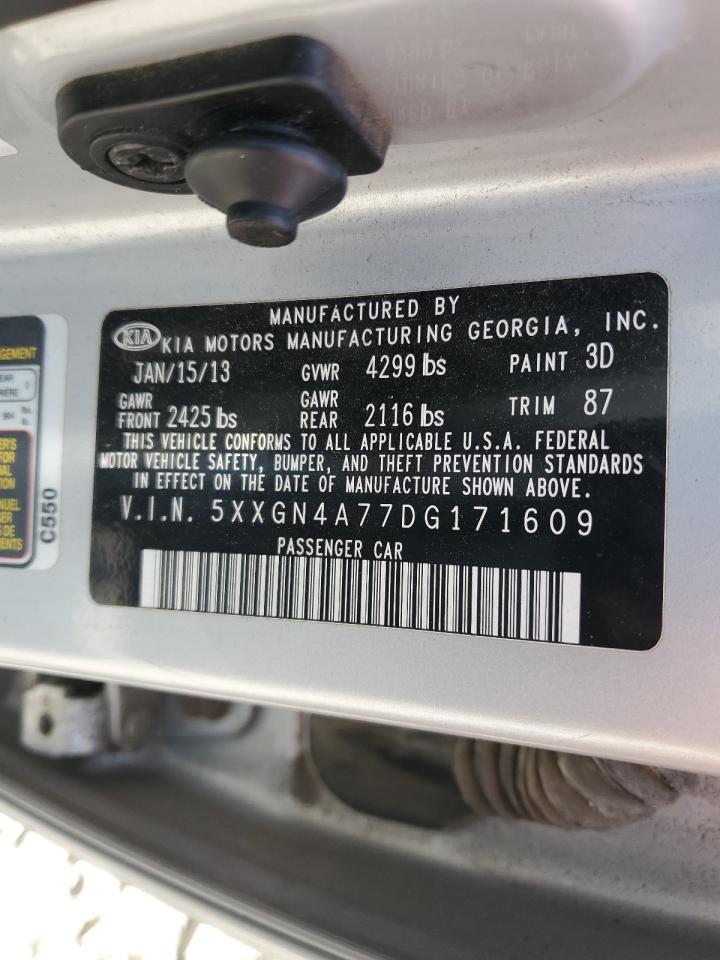 MANUFACTURED BY
KIA KIA MOTORS MANUFACTURING GEORGIA, INC.
JAN/15/13 GVWR 4299 lbs PAINT 3D
GAWR FRONT 2425 lbs GAWR REAR 2116 lbs TRIM 87
THIS VEHICLE CONFORMS TO ALL APPLICABLE U.S.A. FEDERAL
MOTOR VEHICLE SAFETY, BUMPER, AND THEFT PREVENTION STANDARDS
IN EFFECT ON THE DATE OF MANUFACTURE SHOWN ABOVE.
V.I.N. 5XXGN4A77DG171609
PASSENGER CAR
C550